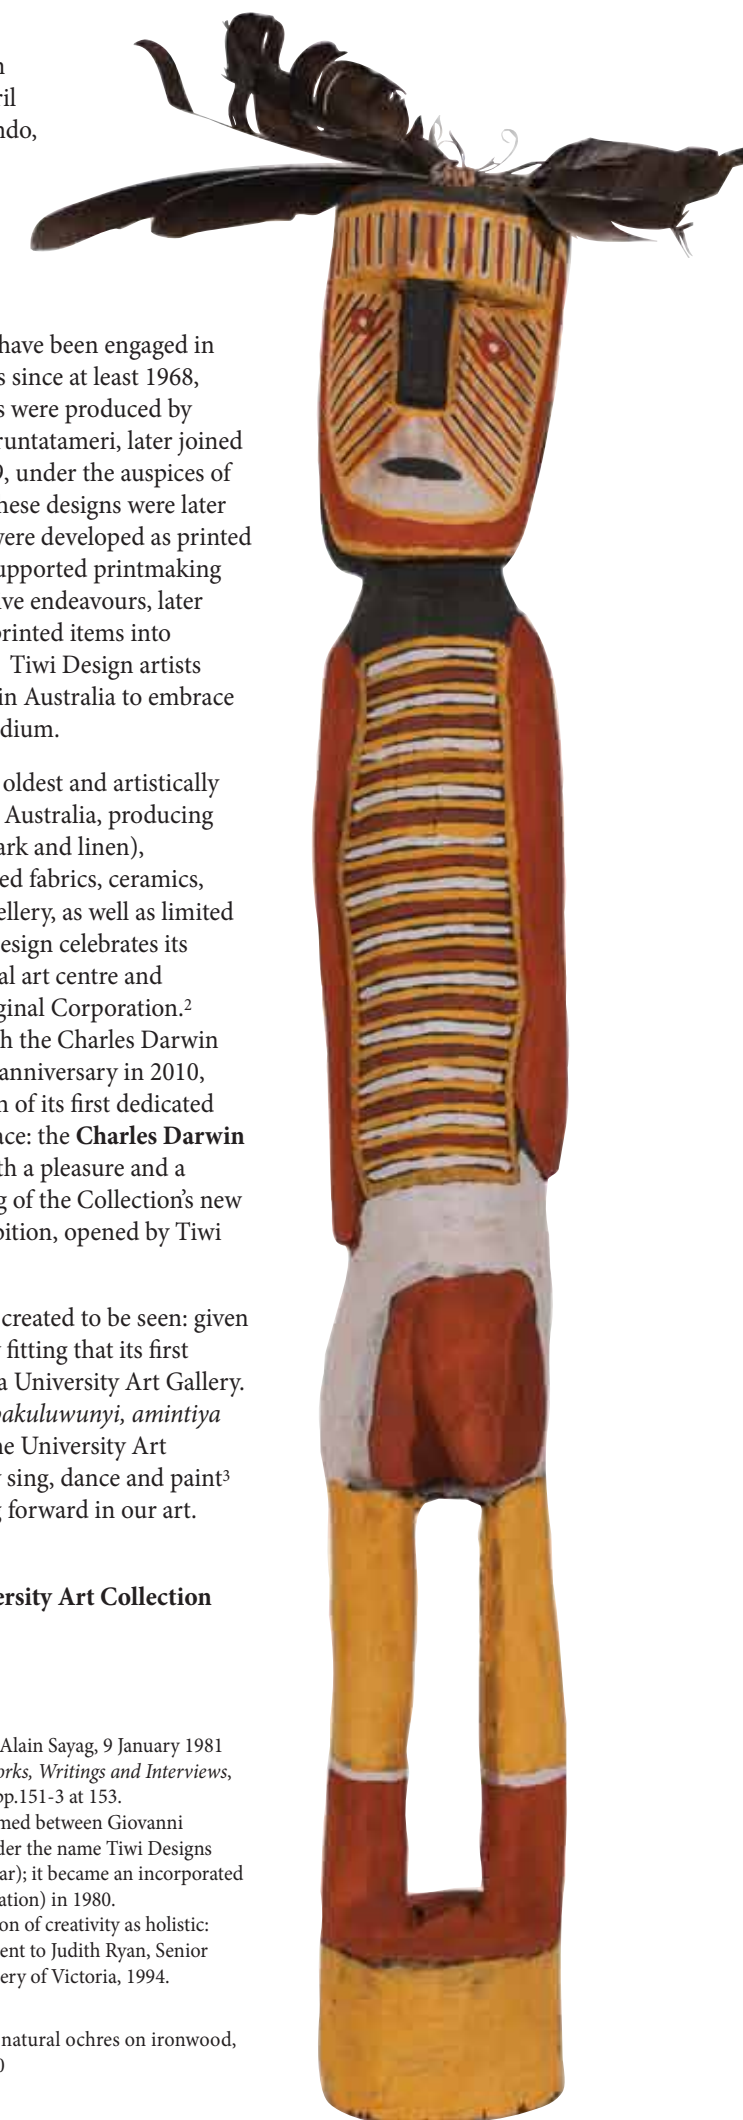 ril
ndo,
have been engaged in
s since at least 1968,
s were produced by
runtatameri, later joined
9, under the auspices of
hese designs were later
were developed as printed
upported printmaking
ive endeavours, later
printed items into
Tiwi Design artists
in Australia to embrace
dium.
oldest and artistically
Australia, producing
ark and linen),
ed fabrics, ceramics,
ellery, as well as limited
esign celebrates its
al art centre and
ginal Corporation.²
h the Charles Darwin
anniversary in 2010,
n of its first dedicated
ace: the Charles Darwin
th a pleasure and a
g of the Collection’s new
bition, opened by Tiwi
created to be seen: given
y fitting that its first
a University Art Gallery.
pakuluwunyi, amintiya
he University Art
y sing, dance and paint³
g forward in our art.
ersity Art Collection
Alain Sayag, 9 January 1981
orks, Writings and Interviews,
pp.151-3 at 153.
med between Giovanni
der the name Tiwi Designs
ar); it became an incorporated
ation) in 1980.
on of creativity as holistic:
ent to Judith Ryan, Senior
ery of Victoria, 1994.
natural ochres on ironwood,
0